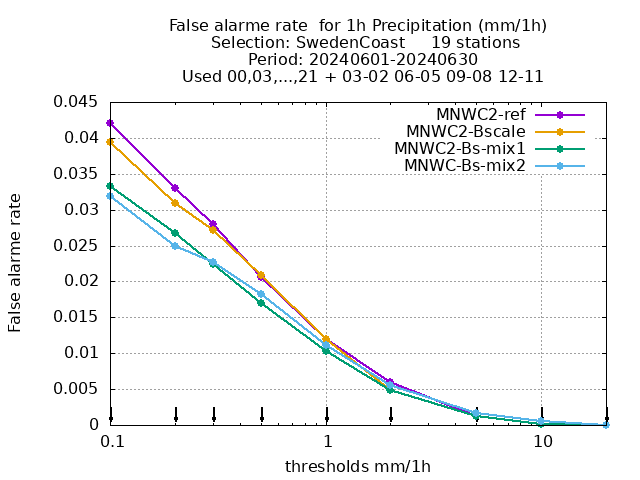 False alarme rate  for 1h Precipitation (mm/1h)
Selection: SwedenCoast     19 stations
Period: 20240601-20240630
Used 00,03,...,21 + 03-02 06-05 09-08 12-11
MNWC2-ref
MNWC2-Bscale
MNWC2-Bs-mix1
MNWC-Bs-mix2
False alarme rate
0.045
0.04
0.035
0.03
0.025
0.02
0.015
0.01
0.005
0
0.1
1
10
thresholds mm/1h